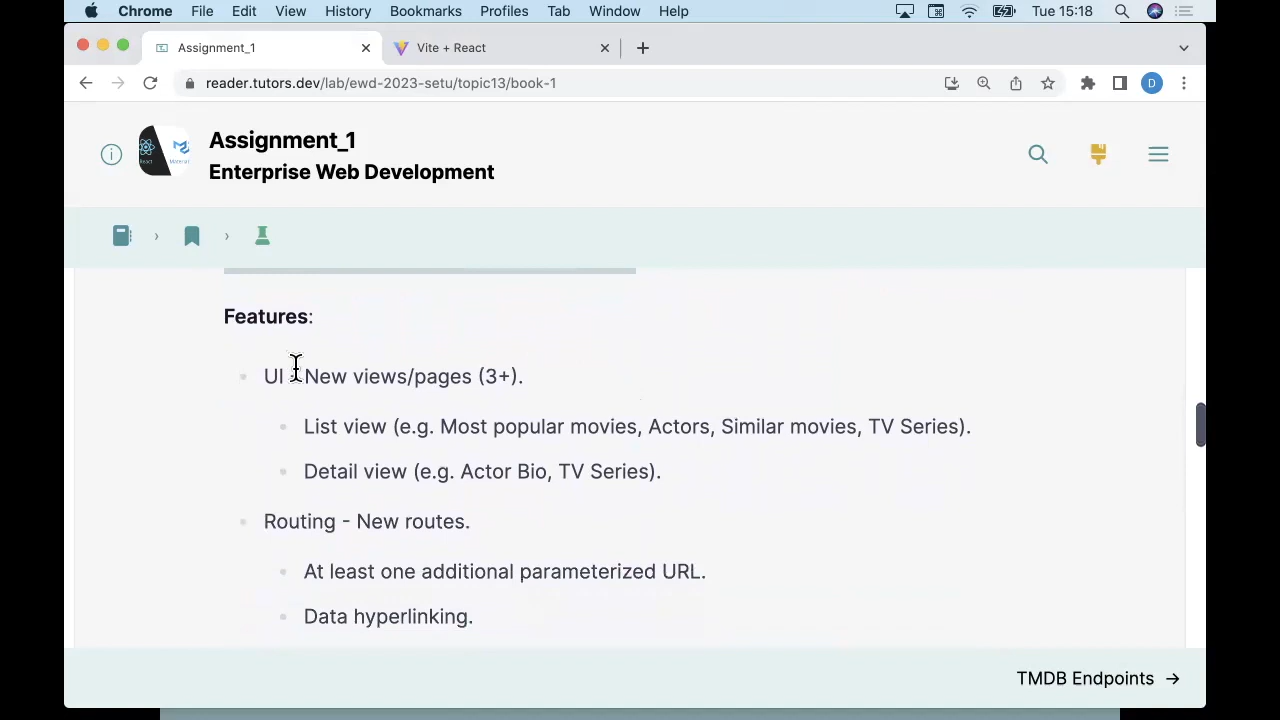 Chrome File Edit View History Bookmarks Profiles Tab Window Help Tue 15:18
Assignment_1 Vite + React
reader.tutors.dev/lab/ewd-2023-setu/topic13/book-1 D
Assignment_1
Enterprise Web Development
Features:
UI - New views/pages (3+).
List view (e.g. Most popular movies, Actors, Similar movies, TV Series).
Detail view (e.g. Actor Bio, TV Series).
Routing - New routes.
At least one additional parameterized URL.
Data hyperlinking.
TMDB Endpoints →